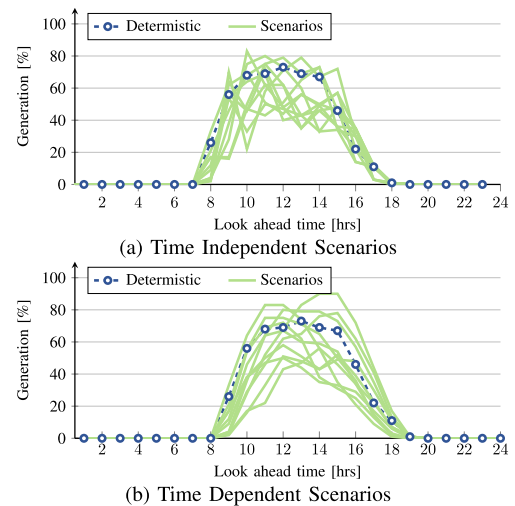 Determistic Scenarios
Generation [%]
100
80
60
40
20
0
2 4 6 8 10 12 14 16 18 20 22 24
Look ahead time [hrs]
(a) Time Independent Scenarios
Determistic Scenarios
Generation [%]
100
80
60
40
20
0
2 4 6 8 10 12 14 16 18 20 22 24
Look ahead time [hrs]
(b) Time Dependent Scenarios